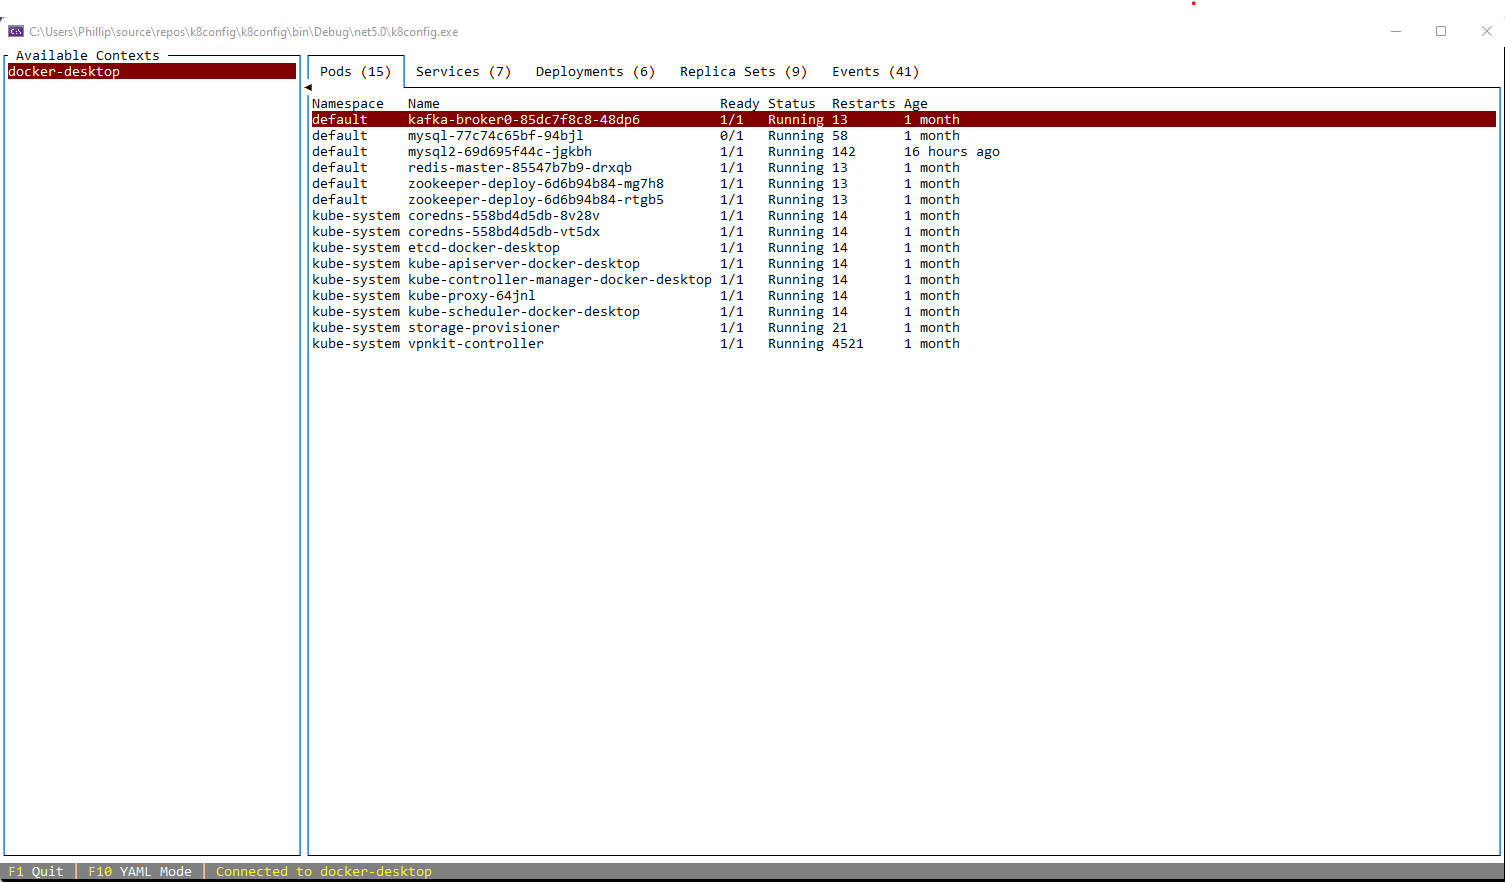 C:\Users\Phillip\source\repos\k8config\k8config\bin\Debug\net5.0\k8config.exe
Available Contexts
docker-desktop
Pods (15) Services (7) Deployments (6) Replica Sets (9) Events (41)
Namespace Name Ready Status Restarts Age
default kafka-broker0-85dc7f8c8-48dp6 1/1 Running 13 1 month
default mysql-77c74c65bf-94bjl 0/1 Running 58 1 month
default mysql2-69d695f44c-jgkbh 1/1 Running 142 16 hours ago
default redis-master-85547b7b9-drxqb 1/1 Running 13 1 month
default zookeeper-deploy-6d6b94b84-mg7h8 1/1 Running 13 1 month
default zookeeper-deploy-6d6b94b84-rtgb5 1/1 Running 13 1 month
kube-system coredns-558bd4d5db-8v28v 1/1 Running 14 1 month
kube-system coredns-558bd4d5db-vt5dx 1/1 Running 14 1 month
kube-system etcd-docker-desktop 1/1 Running 14 1 month
kube-system kube-apiserver-docker-desktop 1/1 Running 14 1 month
kube-system kube-controller-manager-docker-desktop 1/1 Running 14 1 month
kube-system kube-proxy-64jnl 1/1 Running 14 1 month
kube-system kube-scheduler-docker-desktop 1/1 Running 14 1 month
kube-system storage-provisioner 1/1 Running 21 1 month
kube-system vpnkit-controller 1/1 Running 4521 1 month
F1 Quit | F10 YAML Mode | Connected to docker-desktop